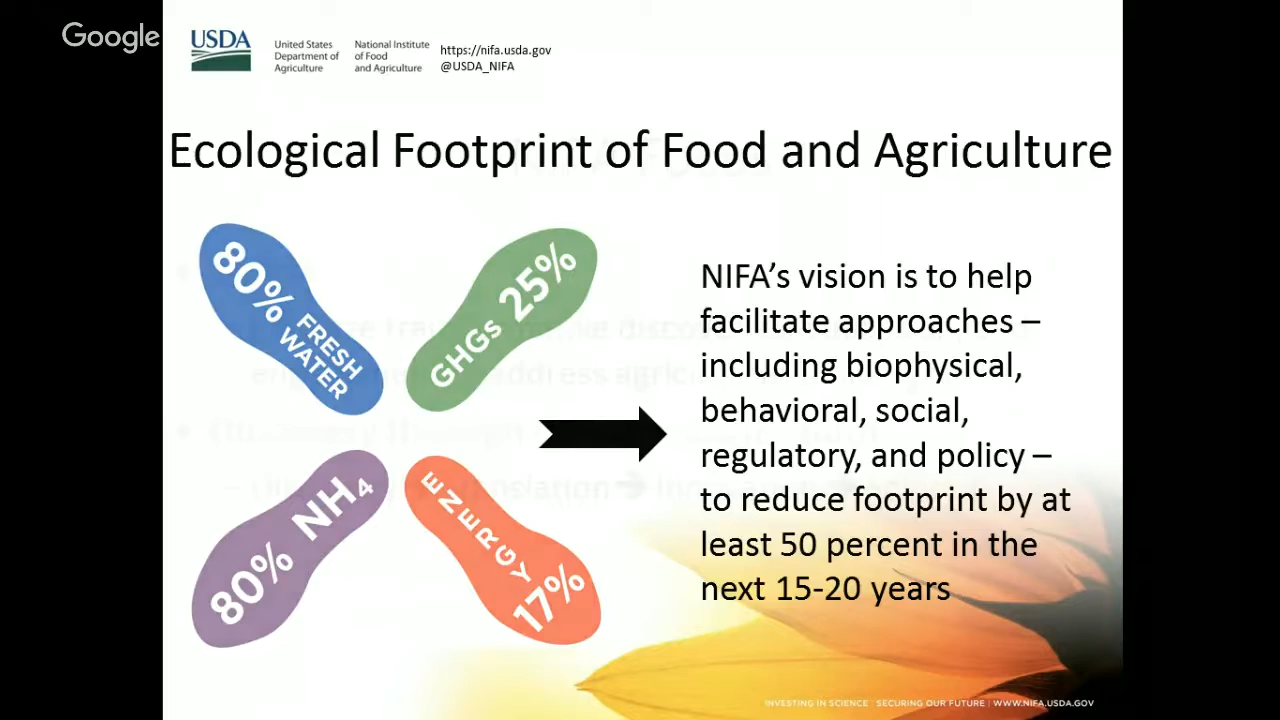 Google
USDA
United States
Department of
Agriculture
National Institute
of Food
and Agriculture
https://nifa.usda.gov
@USDA_NIFA
Ecological Footprint of Food and Agriculture
80% FRESH
WATER
GHGs 25%
80% NH4
ENERGY
17%
NIFA’s vision is to help
facilitate approaches –
including biophysical,
behavioral, social,
regulatory, and policy –
to reduce footprint by at
least 50 percent in the
next 15-20 years
INVESTING IN SCIENCE | SECURING OUR FUTURE | WWW.NIFA.USDA.GOV